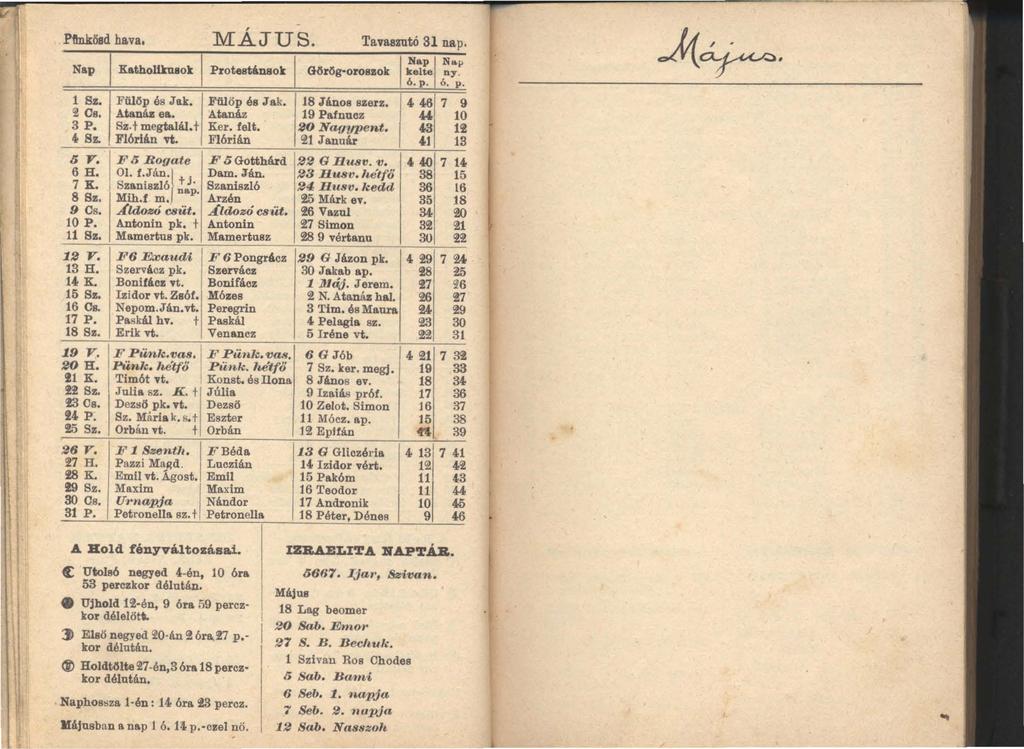 Pünkösd hava. MÁJUS. Tavaszutó 31 nap.
Nap Katholikusok Protestánsok Görög-oroszok Nap kelte ó. p. Nap ny. ó. p.
1 Sz. Fülöp és Jak. Fülöp és Jak. 18 János szerz. 4 46 7 9
2 Cs. Atanáz ea. Atanáz 19 Pafnucz 44 10
3 P. Sz.† megtalál.† Ker. felt. 20 Nagypent. 43 12
4 Sz. Flórián vt. Flórián 21 Január 41 13
5 V. F 5 Rogate F 5 Gotthárd 22 G Husv. v. 4 40 7 14
6 H. Ol. f. Ján. †j. nap. Dam. Ján. 23 Husv. hétfő 38 15
7 K. Szaniszló Szaniszló 24 Husv. kedd 36 16
8 Sz. Mih.f. m. Arzén 25 Márk ev. 35 18
9 Cs. Áldozó csüt. Áldozó csüt. 26 Vazul 34 20
10 P. Antonin pk. † Antonin 27 Simon 32 21
11 Sz. Mamertus pk. Mamertusz 28 9 vértanu 30 22
12 V. F6 Exaudi F 6 Pongrácz 29 G Jázon pk. 4 29 7 24
13 H. Szervácz pk. Szervácz 30 Jakab ap. 28 25
14 K. Bonifácz vt. Bonifácz 1 Máj. Jerem. 27 26
15 Sz. Izidor vt. Zsóf. Mózes 2 N. Atanáz hal. 26 27
16 Cs. Nepom.Ján.vt. Peregrin 3 Tim. és Maura 24 29
17 P. Paskál hv. † Paskál 4 Pelagia sz. 23 30
18 Sz. Erik vt. Venancz 5 Iréne vt. 22 31
19 V. F Pünk.vas. F Pünk. vas. 6 G Jób 4 21 7 32
20 H. Pünk. hétfő Pünk. hétfő 7 Sz. ker. megj. 19 33
21 K. Timót vt. Konst. és Ilona 8 János ev. 18 34
22 Sz. Julia sz. K. † Júlia 9 Izaiás próf. 17 36
23 Cs. Dezső pk. vt. Dezső 10 Zelot. Simon 16 37
24 P. Sz. Mária k. s.† Eszter 11 Mócz. ap. 15 38
25 Sz. Orbán vt. † Orbán 12 Epifán 14 39
26 V. F 1 Szenth. F Béda 13 G Gliczéria 4 13 7 41
27 H. Pazzi Magd. Luczián 14 Izidor vért. 12 42
28 K. Emil vt. Ágost. Emil 15 Pakóm 11 43
29 Sz. Maxim Maxim 16 Teodor 11 44
30 Cs. Urnapja Nándor 17 Andronik 10 45
31 P. Petronella sz.† Petronella 18 Péter, Dénes 9 46
A Hold fényváltozásai.
Utolsó negyed 4-én, 10 óra
53 perczkor délután.
Ujhold 12-én, 9 óra 59 percz-
kor délelőtt.
Első negyed 20-án 2 óra 27 p.-
kor délután.
Holdtölte 27-én, 3 óra 18 percz-
kor délután.
Naphossza 1-én: 14 óra 23 percz.
Májusban a nap 1 ó. 14 p.-czel nő.
IZRAELITA NAPTÁR.
5667. Ijar, Szivan.
Május
18 Lag beomer
20 Sab. Emor
27 S. B. Bechuk.
1 Szivan Ros Chodes
5 Sab. Bami
6 Seb. 1. napja
7 Seb. 2. napja
12 Sab. Nasszoh
Május.